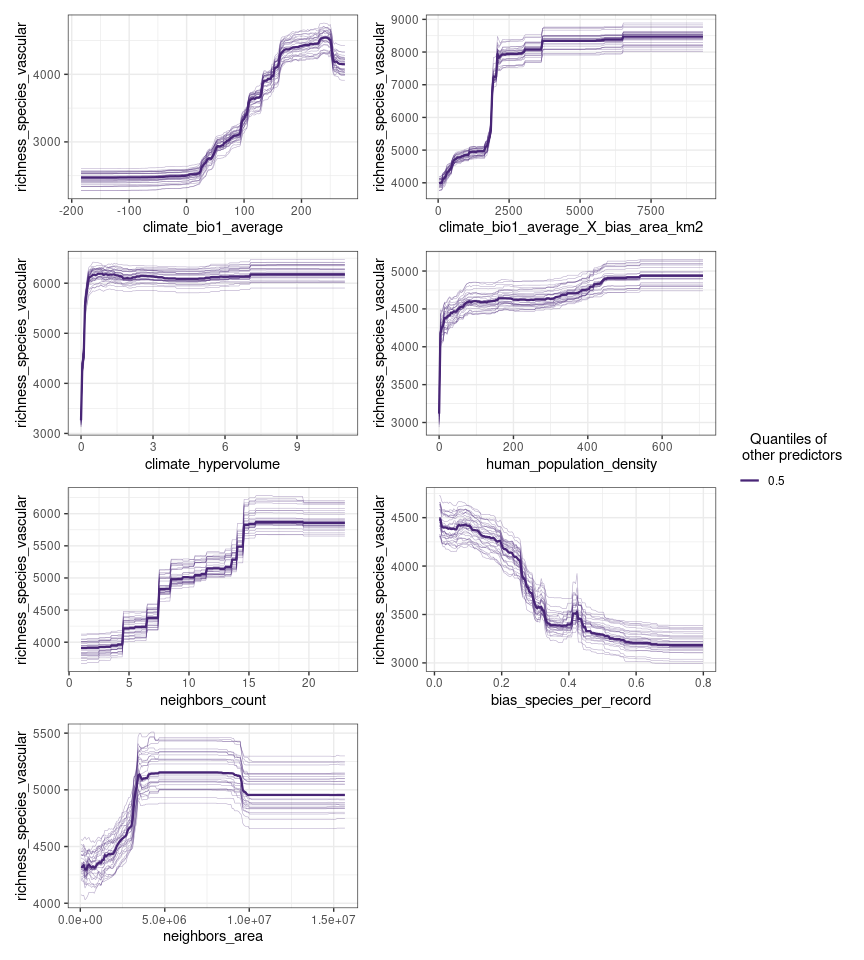 richness_species_vascular
4000
3000
-200 -100 0 100 200
climate_bio1_average
richness_species_vascular
9000
8000
7000
6000
5000
4000
0 2500 5000 7500
climate_bio1_average_X_bias_area_km2
richness_species_vascular
6000
5000
4000
3000
0 3 6 9
climate_hypervolume
richness_species_vascular
5000
4500
4000
3500
3000
0 200 400 600
human_population_density
Quantiles of
other predictors
0.5
richness_species_vascular
6000
5500
5000
4500
4000
0 5 10 15 20
neighbors_count
richness_species_vascular
4500
4000
3500
3000
0.0 0.2 0.4 0.6 0.8
bias_species_per_record
richness_species_vascular
5500
5000
4500
4000
0.0e+00 5.0e+06 1.0e+07 1.5e+07
neighbors_area